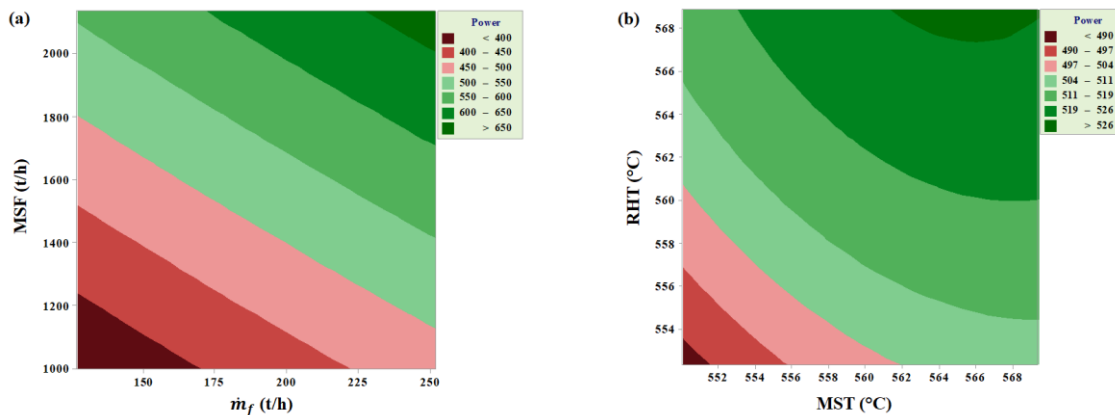 (a)
Power
< 400
400 – 450
450 – 500
500 – 550
550 – 600
600 – 650
> 650
MSF (t/h)
2000
1800
1600
1400
1200
1000
150
175
200
225
250
ṁf (t/h)
(b)
Power
< 490
490 – 497
497 – 504
504 – 511
511 – 519
519 – 526
> 526
RHT (°C)
568
566
564
562
560
558
556
554
552
554
556
558
560
562
564
566
568
MST (°C)